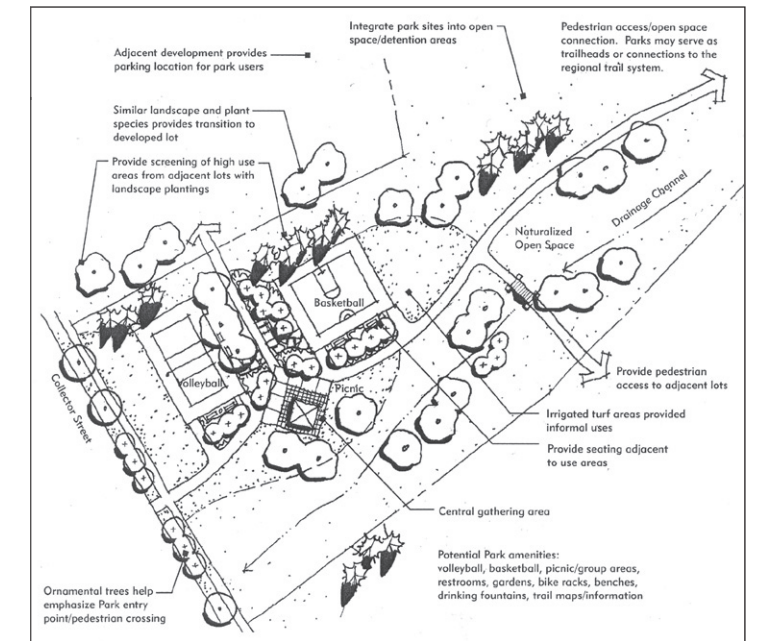 Adjacent development provides
parking location for park users
Integrate park sites into open
space/detention areas
Pedestrian access/open space
connection. Parks may serve as
trailheads or connections to the
regional trail system.
Similar landscape and plant
species provides transition to
developed lot
Provide screening of high use
areas from adjacent lots with
landscape plantings
Drainage Channel
Naturalized
Open Space
Basketball
Volleyball
Picnic
Collector Street
Provide pedestrian
access to adjacent lots
Irrigated turf areas provided
informal uses
Provide seating adjacent
to use areas
Central gathering area
Potential Park amenities:
volleyball, basketball, picnic/group areas,
restrooms, gardens, bike racks, benches,
drinking fountains, trail maps/information
Ornamental trees help
emphasize Park entry
point/pedestrian crossing